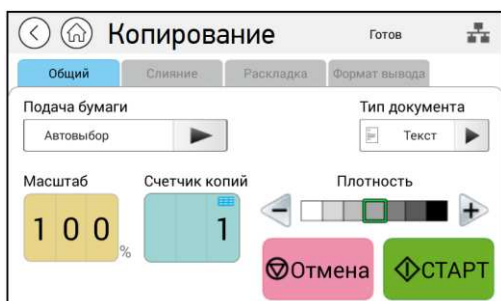 Копирование Готов
Общий Слияние Раскладка Формат вывода
Подача бумаги Тип документа
Автовыбор Текст
Масштаб Счетчик копий Плотность
100 % 1 - +
Отмена СТАРТ